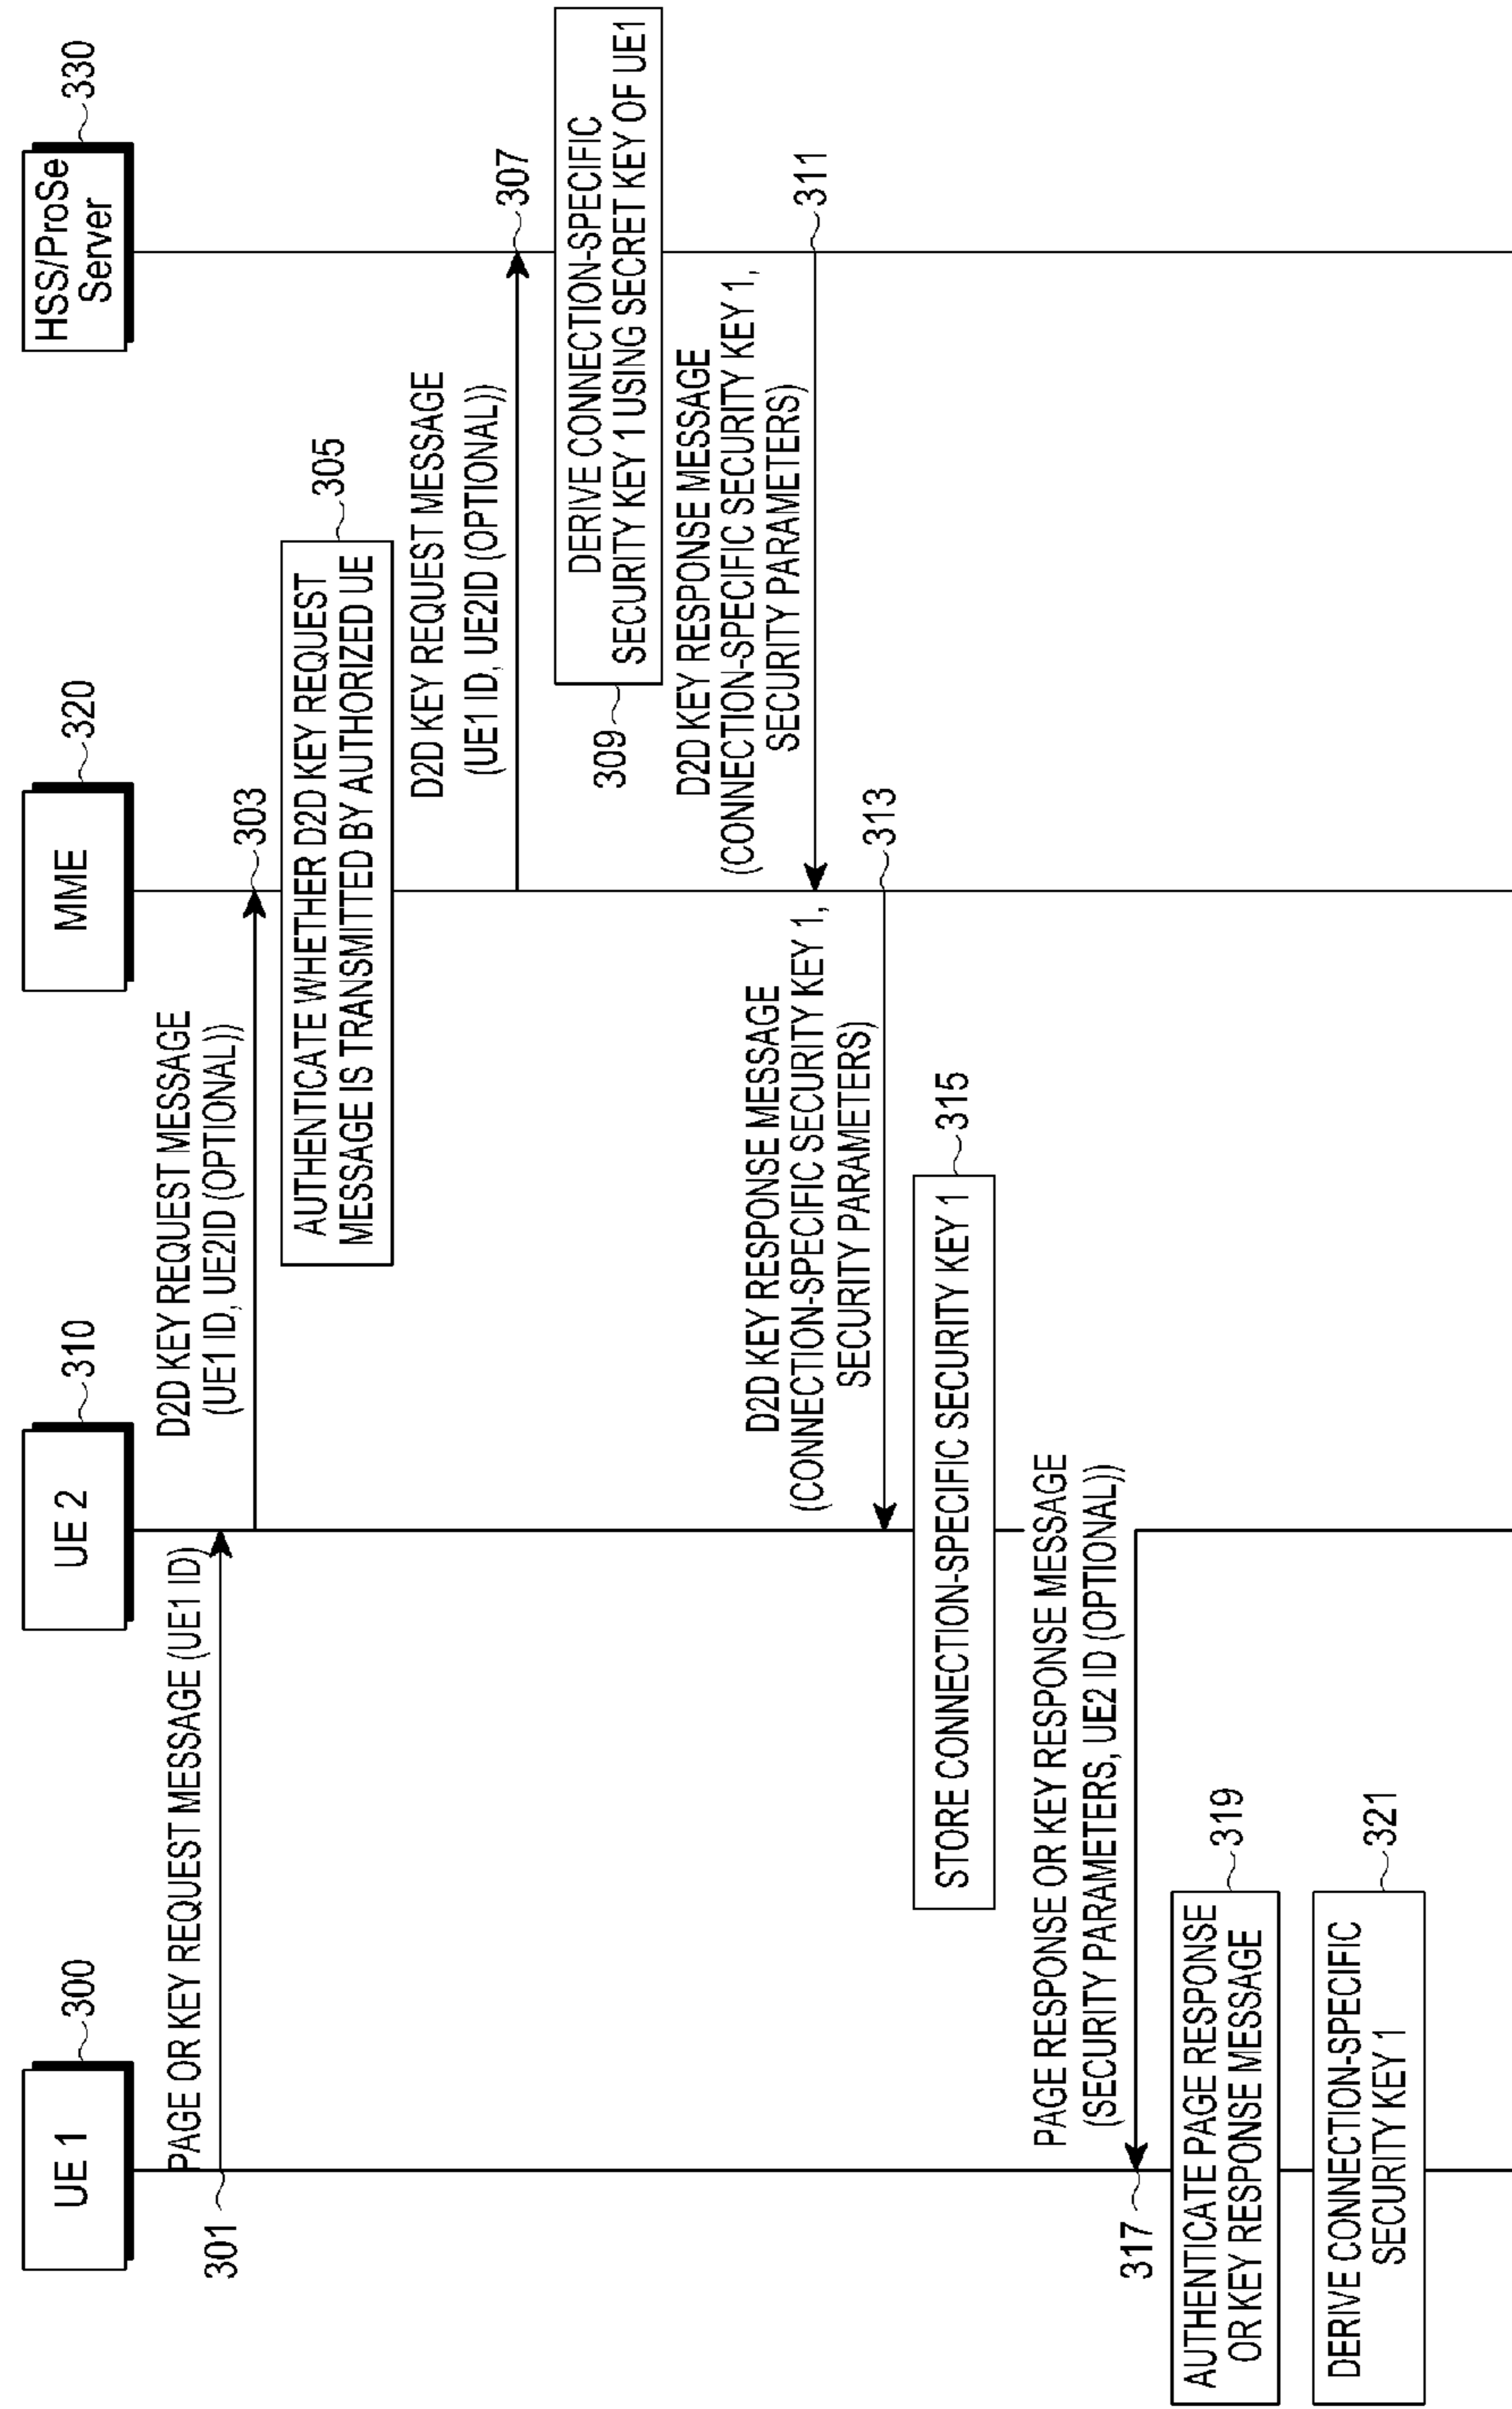 UE 1
300
UE 2
310
MME
320
HSS/ProSe
Server
330
PAGE OR KEY REQUEST MESSAGE (UE1 ID)
301
D2D KEY REQUEST MESSAGE
(UE1 ID, UE2ID (OPTIONAL))
303
AUTHENTICATE WHETHER D2D KEY REQUEST
MESSAGE IS TRANSMITTED BY AUTHORIZED UE
305
D2D KEY REQUEST MESSAGE
(UE1 ID, UE2ID (OPTIONAL))
307
DERIVE CONNECTION-SPECIFIC
SECURITY KEY 1 USING SECRET KEY OF UE1
309
D2D KEY RESPONSE MESSAGE
(CONNECTION-SPECIFIC SECURITY KEY 1,
SECURITY PARAMETERS)
311
D2D KEY RESPONSE MESSAGE
(CONNECTION-SPECIFIC SECURITY KEY 1,
SECURITY PARAMETERS)
313
STORE CONNECTION-SPECIFIC SECURITY KEY 1
315
PAGE RESPONSE OR KEY RESPONSE MESSAGE
(SECURITY PARAMETERS, UE2 ID (OPTIONAL))
317
AUTHENTICATE PAGE RESPONSE
OR KEY RESPONSE MESSAGE
319
DERIVE CONNECTION-SPECIFIC
SECURITY KEY 1
321